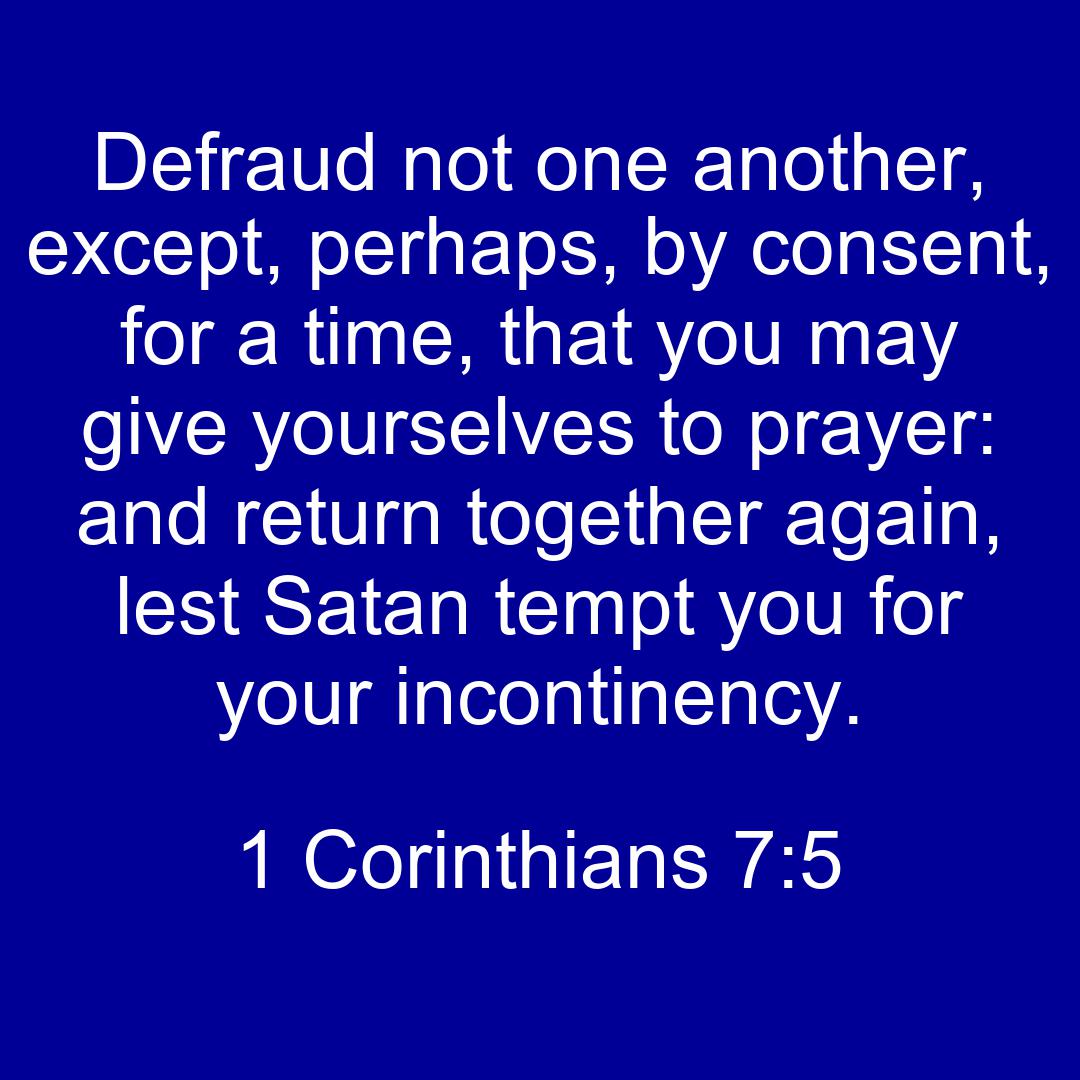 Defraud not one another,
except, perhaps, by consent,
for a time, that you may
give yourselves to prayer:
and return together again,
lest Satan tempt you for
your incontinency.
1 Corinthians 7:5